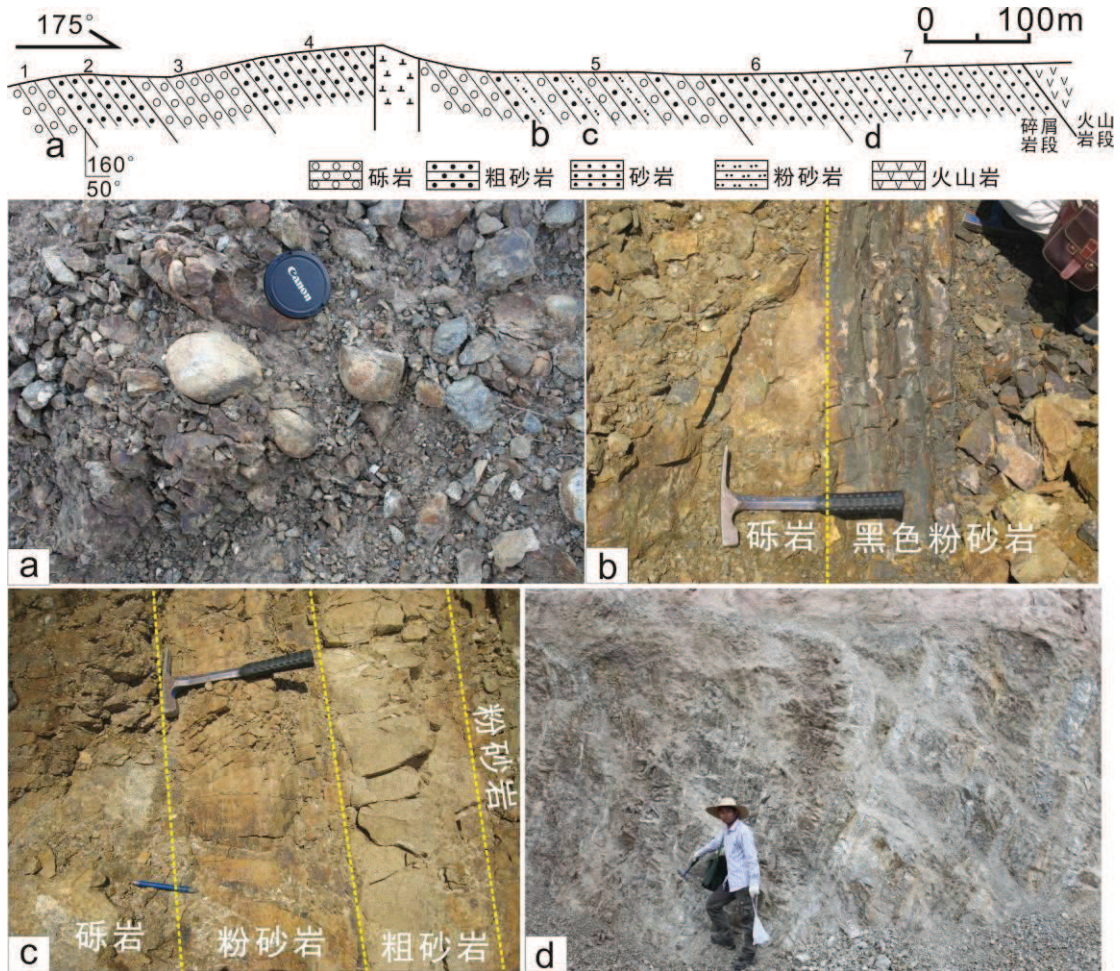 175°
0 100m
1 2 3 4 5 6 7
a b c d
碎屑岩段 火山岩段
160°
50°
砾岩 粗砂岩 砂岩 粉砂岩 火山岩
Canon
a
砾岩 黑色粉砂岩
b
粉砂岩
砾岩 粉砂岩 粗砂岩
c
d